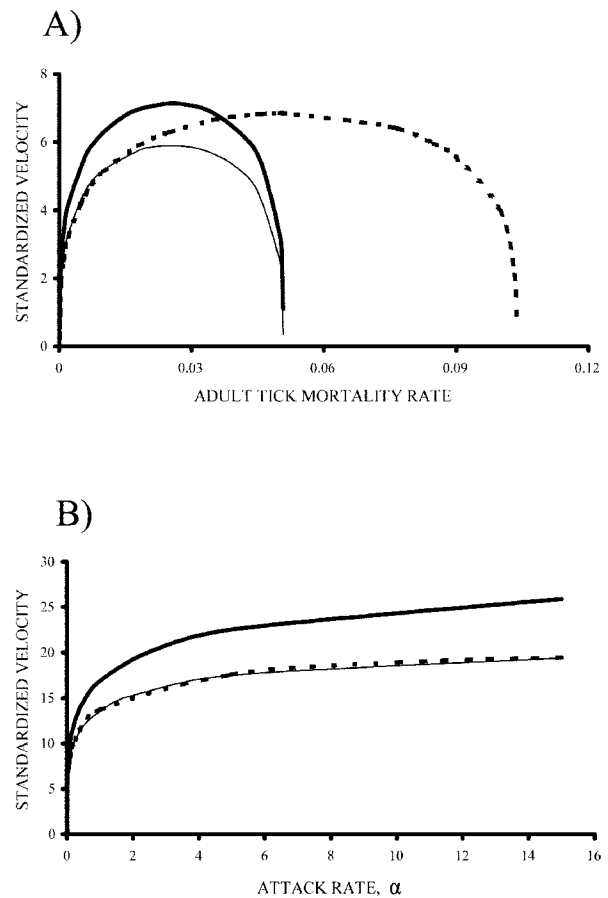 A)
8
6
4
2
0
STANDARDIZED VELOCITY
0 0.03 0.06 0.09 0.12
ADULT TICK MORTALITY RATE
B)
30
25
20
15
10
5
0
STANDARDIZED VELOCITY
0 2 4 6 8 10 12 14 16
ATTACK RATE, α